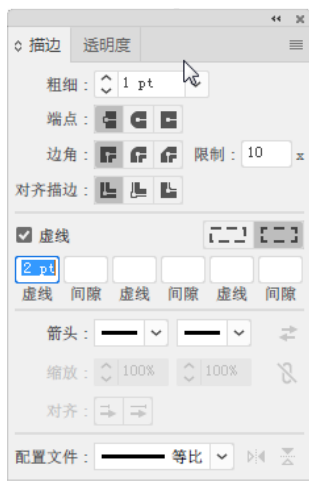 描边 透明度
粗细： 1 pt
端点：
边角： 限制： 10 x
对齐描边：
虚线
2 pt
虚线 间隙 虚线 间隙 虚线 间隙
箭头：
缩放： 100% 100%
对齐：
配置文件： 等比